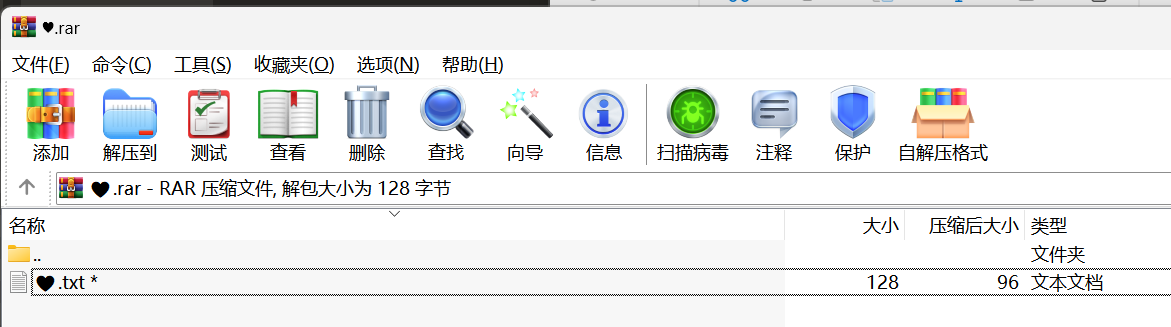 ♥.rar
文件(F) 命令(C) 工具(S) 收藏夹(O) 选项(N) 帮助(H)
添加 解压到 测试 查看 删除 查找 向导 信息 扫描病毒 注释 保护 自解压格式
♥.rar - RAR 压缩文件, 解包大小为 128 字节
名称 大小 压缩后大小 类型
.. 文件夹
♥.txt * 128 96 文本文档